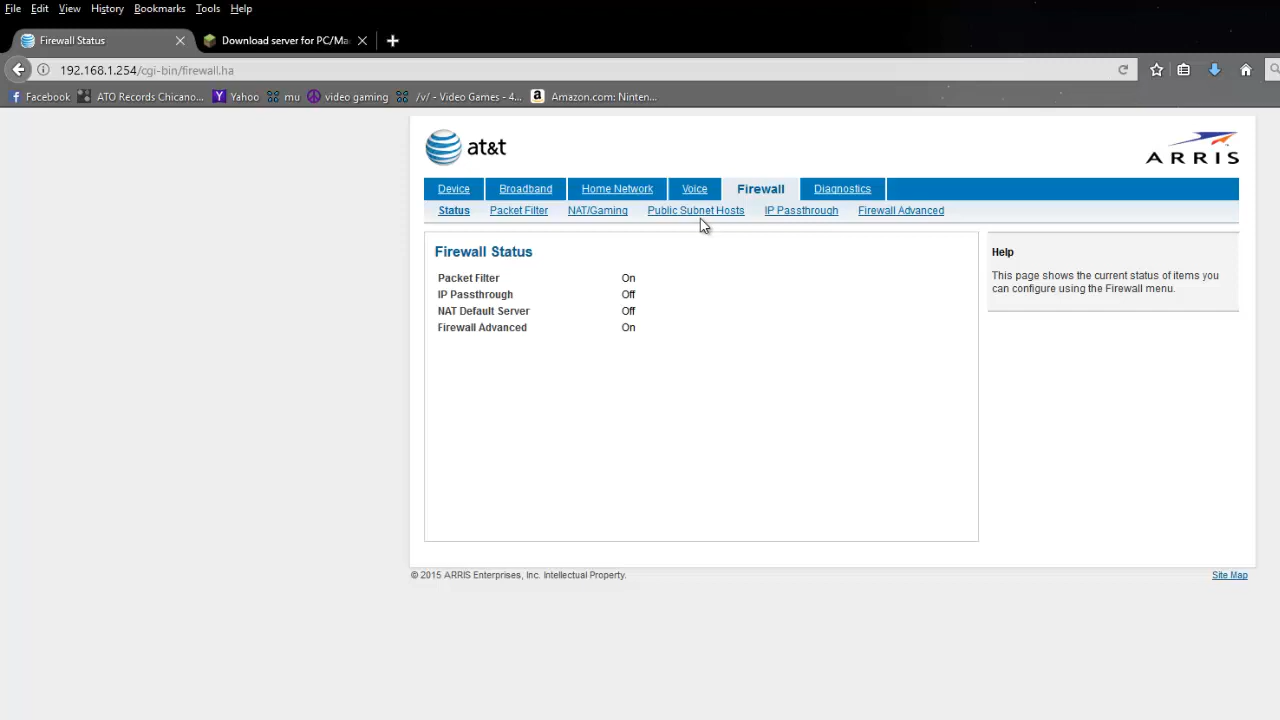 File Edit View History Bookmarks Tools Help
Firewall Status Download server for PC/Ma
192.168.1.254/cgi-bin/firewall.ha
Facebook ATO Records Chicano... Yahoo mu video gaming /v/ - Video Games - 4... Amazon.com: Ninten...
at&t ARRIS
Device Broadband Home Network Voice Firewall Diagnostics
Status Packet Filter NAT/Gaming Public Subnet Hosts IP Passthrough Firewall Advanced
Firewall Status
Packet Filter On
IP Passthrough Off
NAT Default Server Off
Firewall Advanced On
Help
This page shows the current status of items you
can configure using the Firewall menu.
© 2015 ARRIS Enterprises, Inc. Intellectual Property. Site Map